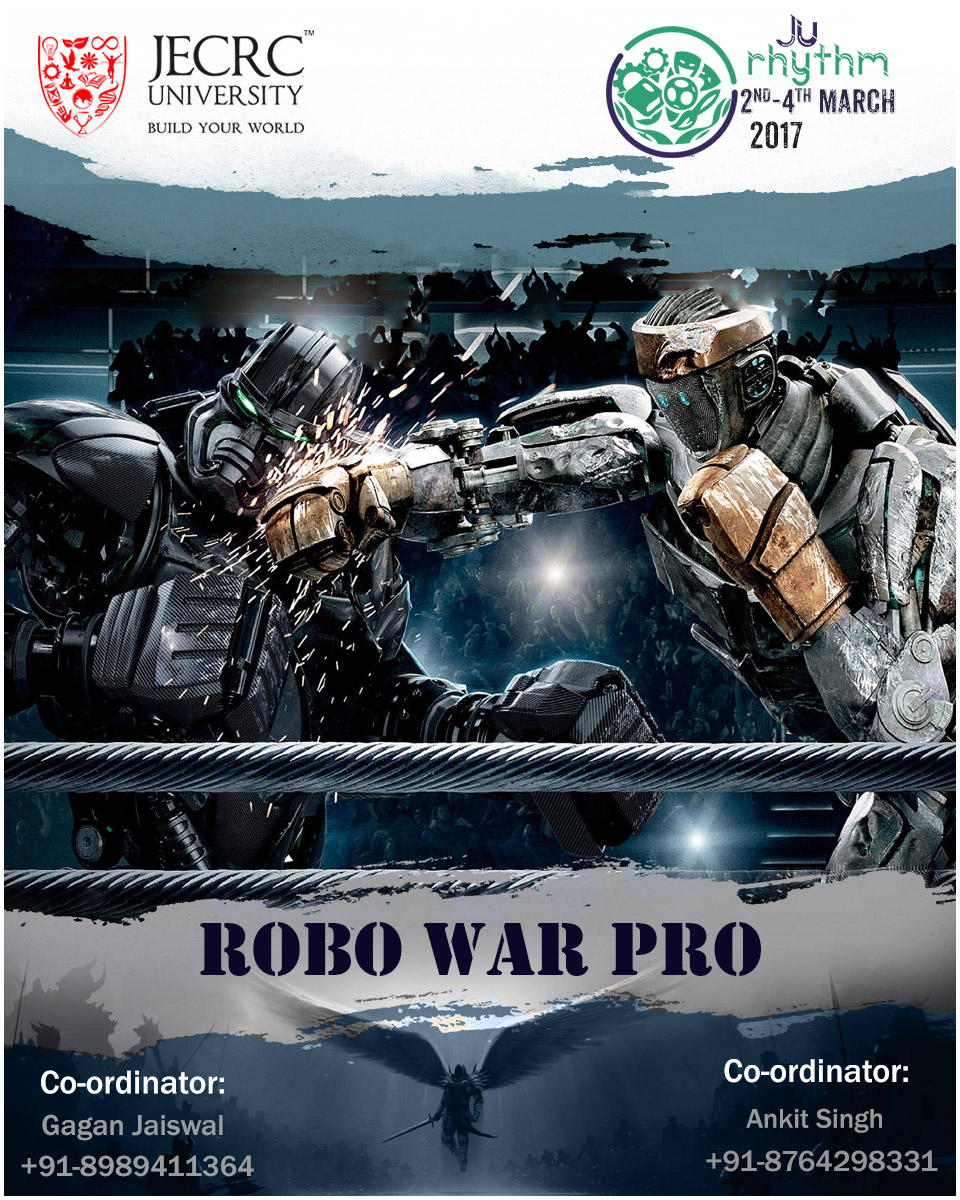 JECRC™
UNIVERSITY
BUILD YOUR WORLD
JU
rhythm
2ND-4TH MARCH
2017
ROBO WAR PRO
Co-ordinator:
Gagan Jaiswal
+91-8989411364
Co-ordinator:
Ankit Singh
+91-8764298331